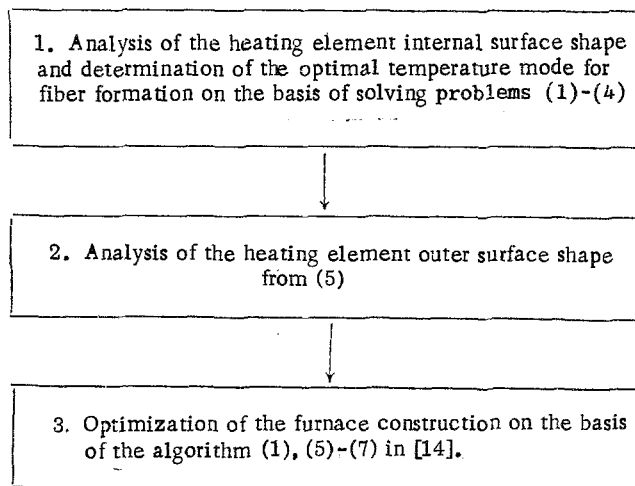 1. Analysis of the heating element internal surface shape
and determination of the optimal temperature mode for
fiber formation on the basis of solving problems (1)-(4)
2. Analysis of the heating element outer surface shape
from (5)
3. Optimization of the furnace construction on the basis
of the algorithm (1), (5)-(7) in [14].